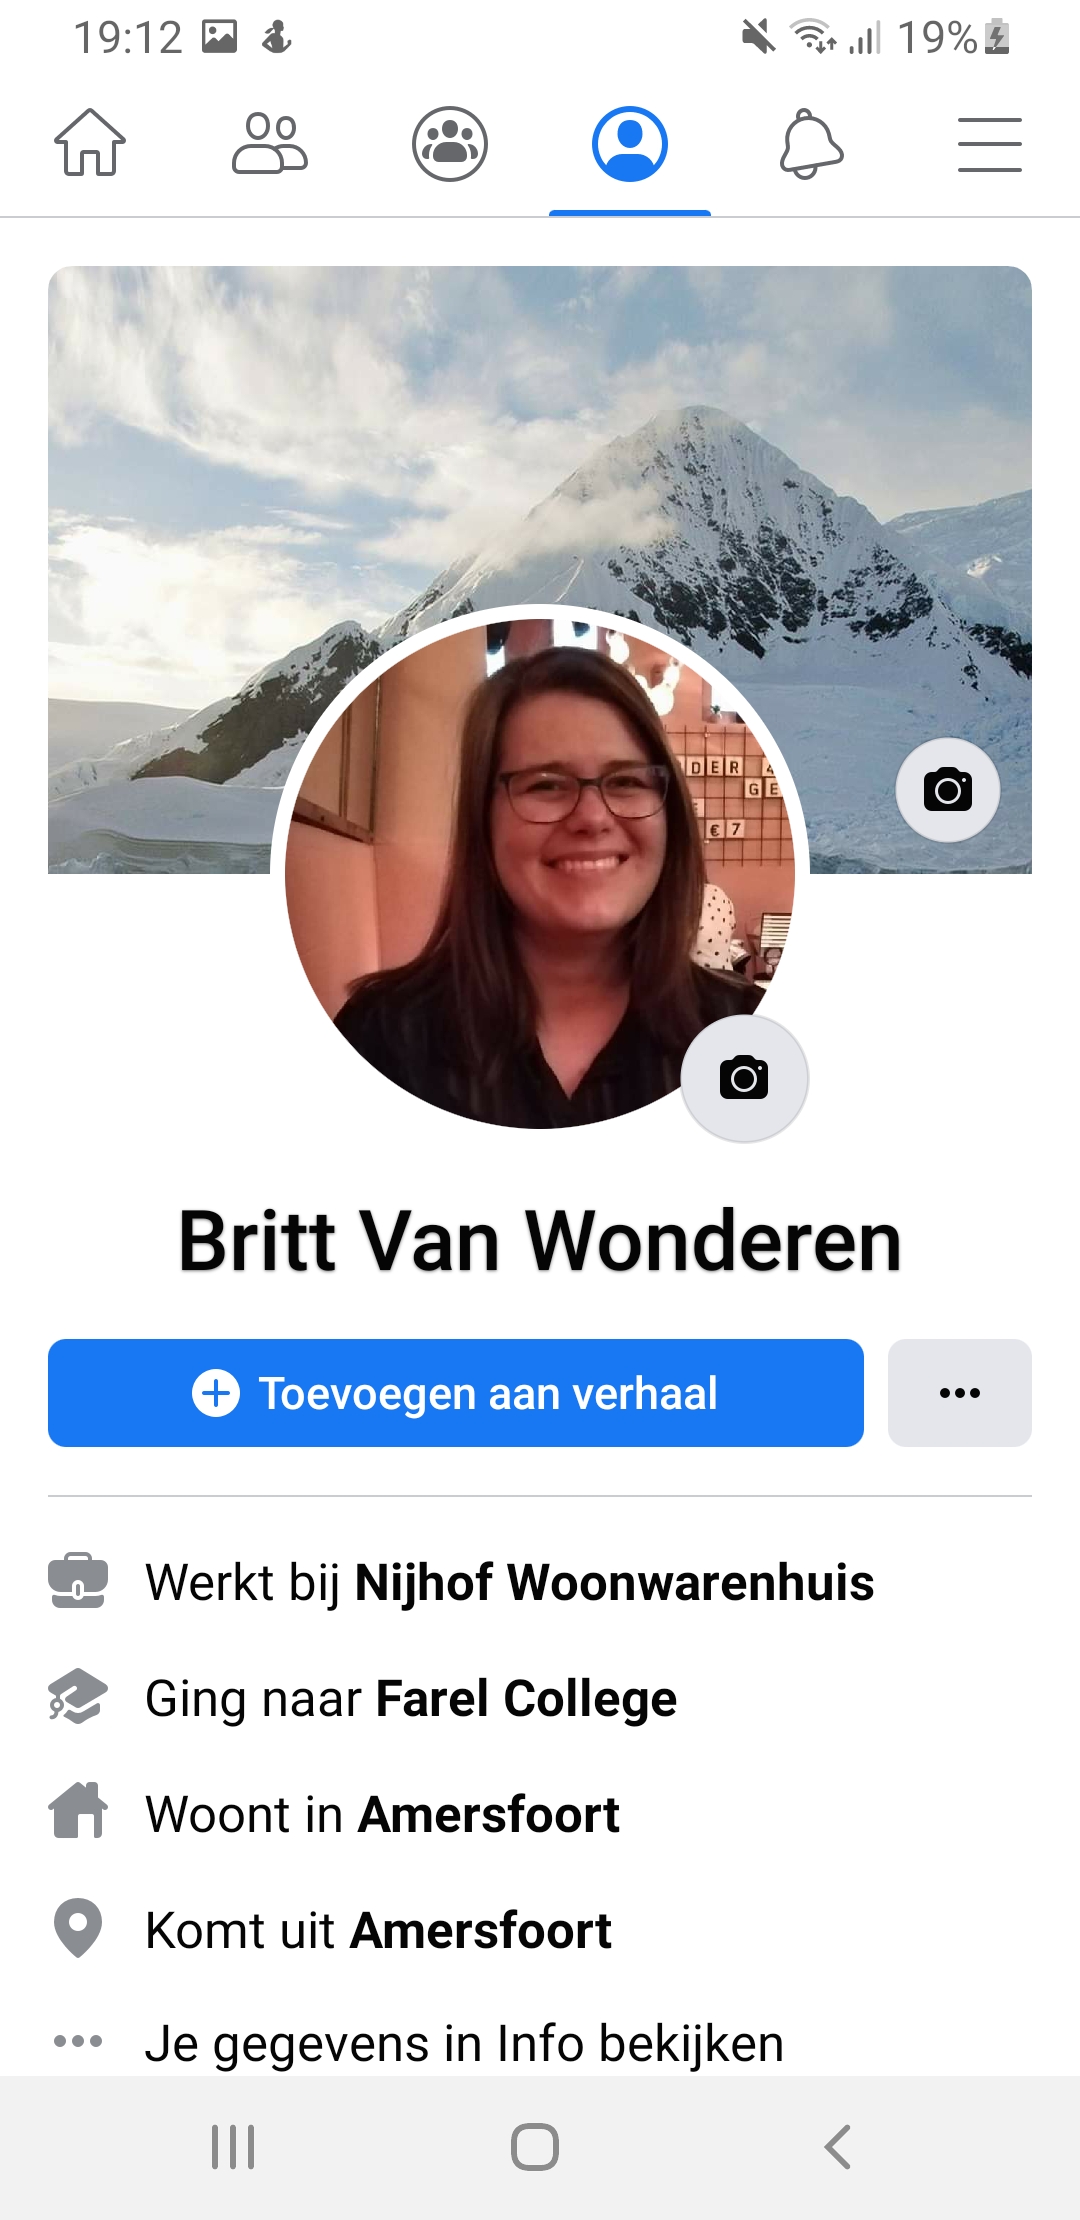 19:12
19%
DER
GE
€7
Britt Van Wonderen
Toevoegen aan verhaal
Werkt bij Nijhof Woonwarenhuis
Ging naar Farel College
Woont in Amersfoort
Komt uit Amersfoort
Je gegevens in Info bekijken